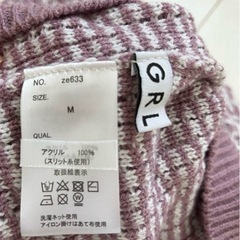 NO. ze633
SIZE.
M
QUAL.
アクリル 100%
(スリット糸使用)
取扱絵表示
洗濯ネット使用
アイロンはあて布使用
GRL